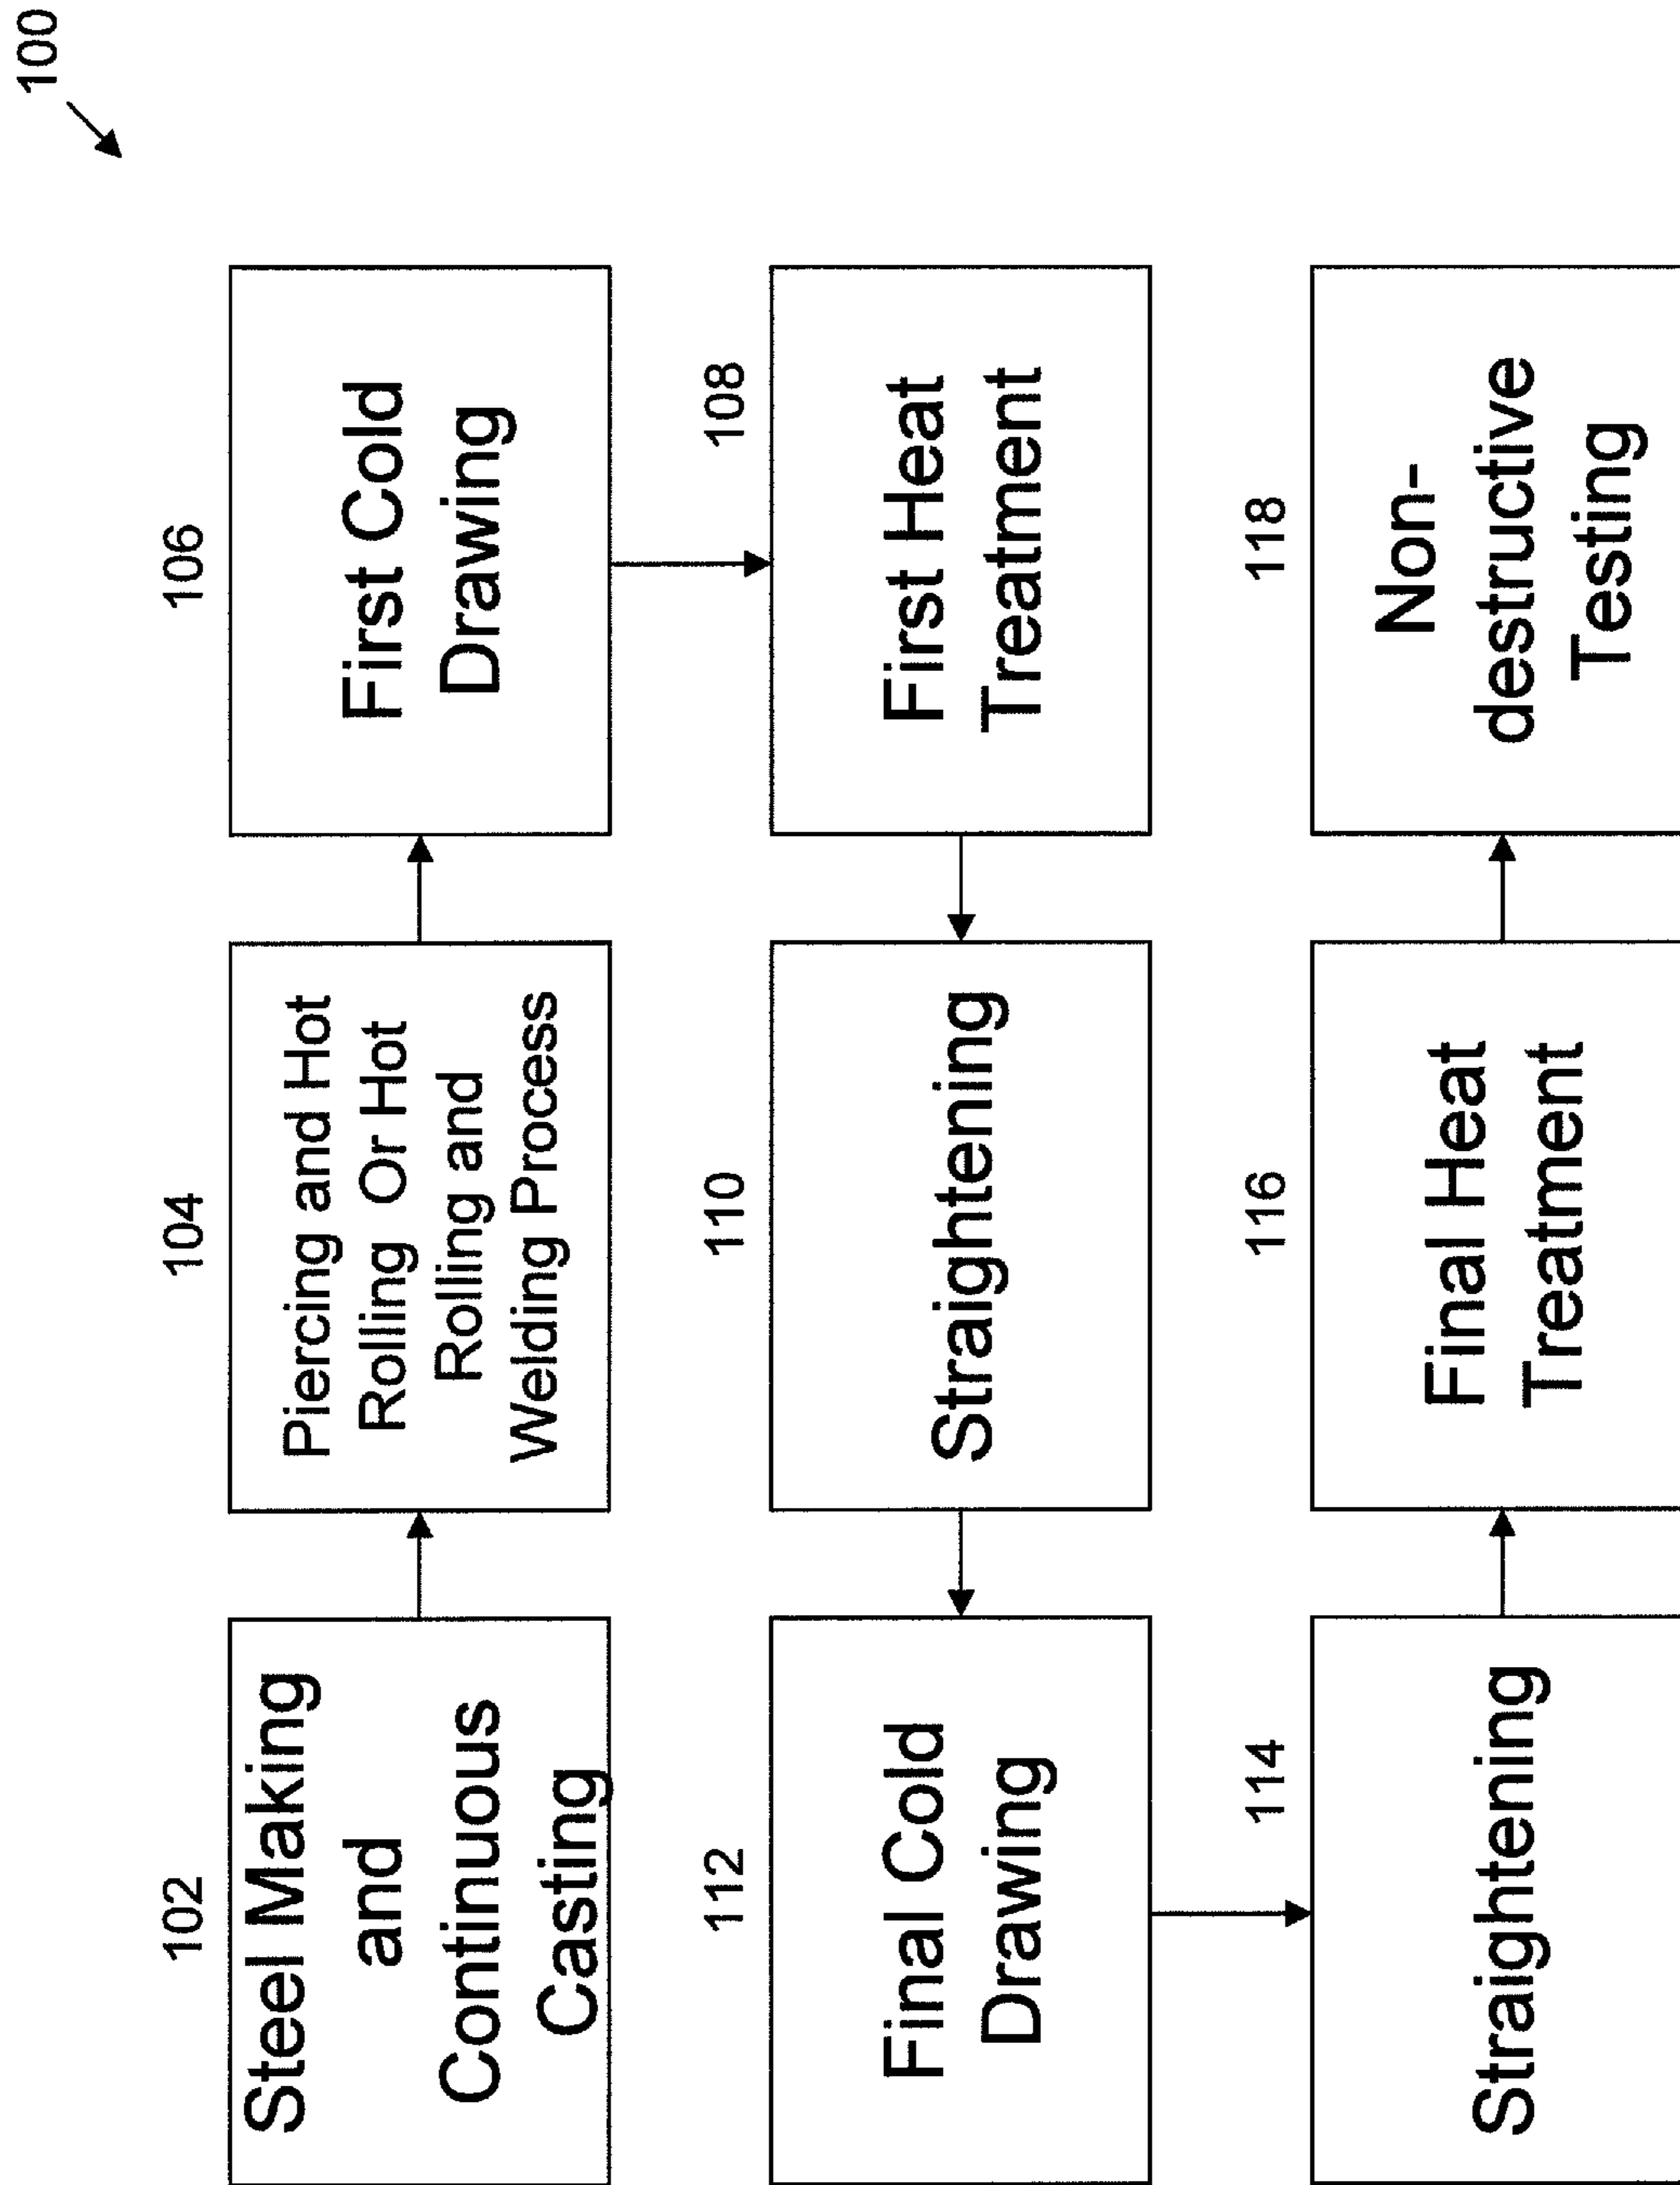 100
102
Steel Making
and
Continuous
Casting
104
Piercing and Hot
Rolling Or Hot
Rolling and
Welding Process
106
First Cold
Drawing
108
First Heat
Treatment
110
Straightening
112
Final Cold
Drawing
114
Straightening
116
Final Heat
Treatment
118
Non-
destructive
Testing